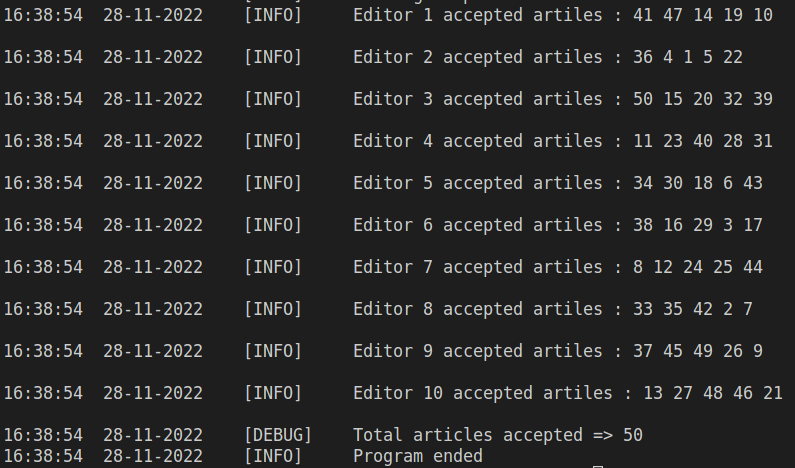 16:38:54 28-11-2022 [INFO] Editor 1 accepted artiles : 41 47 14 19 10
16:38:54 28-11-2022 [INFO] Editor 2 accepted artiles : 36 4 1 5 22
16:38:54 28-11-2022 [INFO] Editor 3 accepted artiles : 50 15 20 32 39
16:38:54 28-11-2022 [INFO] Editor 4 accepted artiles : 11 23 40 28 31
16:38:54 28-11-2022 [INFO] Editor 5 accepted artiles : 34 30 18 6 43
16:38:54 28-11-2022 [INFO] Editor 6 accepted artiles : 38 16 29 3 17
16:38:54 28-11-2022 [INFO] Editor 7 accepted artiles : 8 12 24 25 44
16:38:54 28-11-2022 [INFO] Editor 8 accepted artiles : 33 35 42 2 7
16:38:54 28-11-2022 [INFO] Editor 9 accepted artiles : 37 45 49 26 9
16:38:54 28-11-2022 [INFO] Editor 10 accepted artiles : 13 27 48 46 21
16:38:54 28-11-2022 [DEBUG] Total articles accepted => 50
16:38:54 28-11-2022 [INFO] Program ended